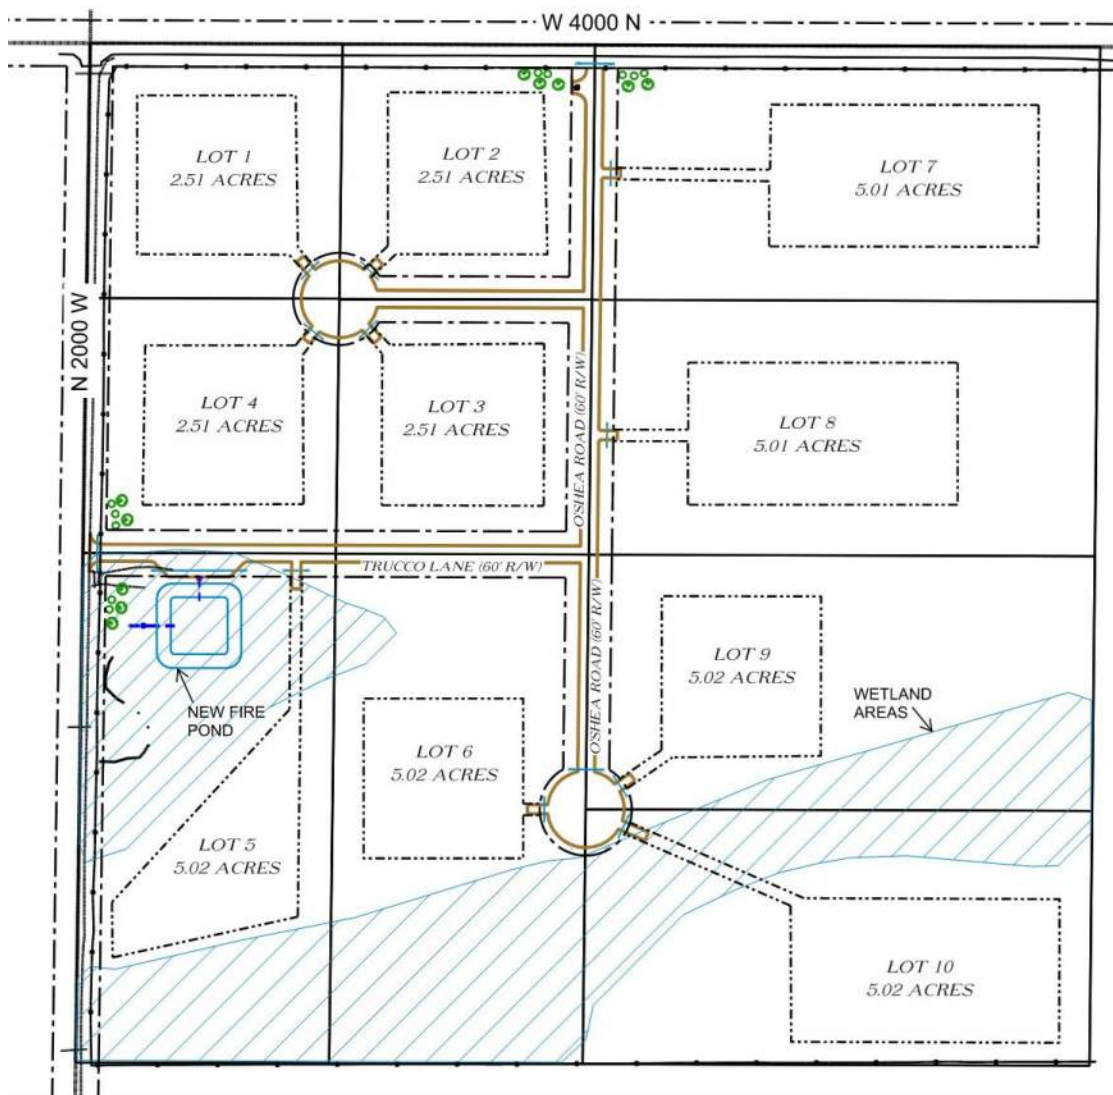 W 4000 N
LOT 1
2.51 ACRES
LOT 2
2.51 ACRES
LOT 7
5.01 ACRES
N 2000 W
LOT 4
2.51 ACRES
LOT 3
2.51 ACRES
OSHEA ROAD (60' R/W)
LOT 8
5.01 ACRES
TRUCCO LANE (60' R/W)
OSHEA ROAD (60' R/W)
LOT 9
5.02 ACRES
NEW FIRE
POND
WETLAND
AREAS
LOT 6
5.02 ACRES
LOT 5
5.02 ACRES
LOT 10
5.02 ACRES